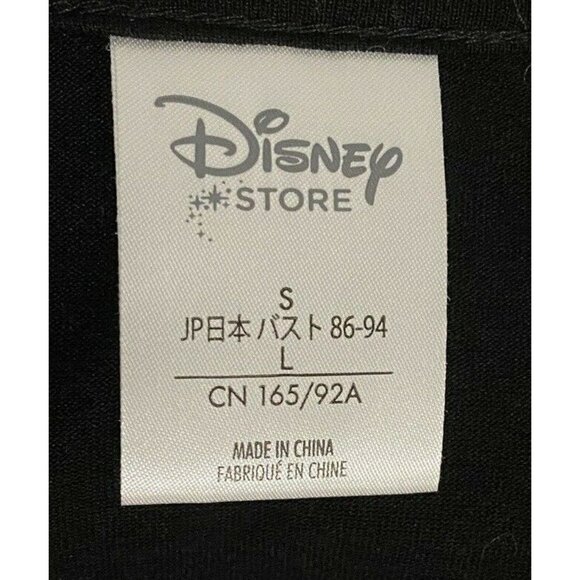 Disney
STORE
S
JP日本 バスト 86-94
L
CN 165/92A
MADE IN CHINA
FABRIQUÉ EN CHINE